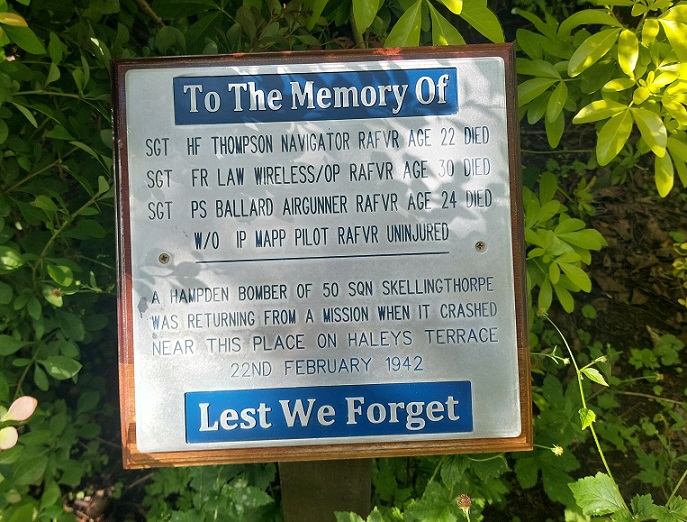 To The Memory Of
SGT HF THOMPSON NAVIGATOR RAFVR AGE 22 DIED
SGT FR LAW WIRELESS/OP RAFVR AGE 30 DIED
SGT PS BALLARD AIRGUNNER RAFVR AGE 24 DIED
W/O IP MAPP PILOT RAFVR UNINJURED
A HAMPDEN BOMBER OF 50 SQN SKELLINGTHORPE
WAS RETURNING FROM A MISSION WHEN IT CRASHED
NEAR THIS PLACE ON HALEYS TERRACE
22ND FEBRUARY 1942
Lest We Forget